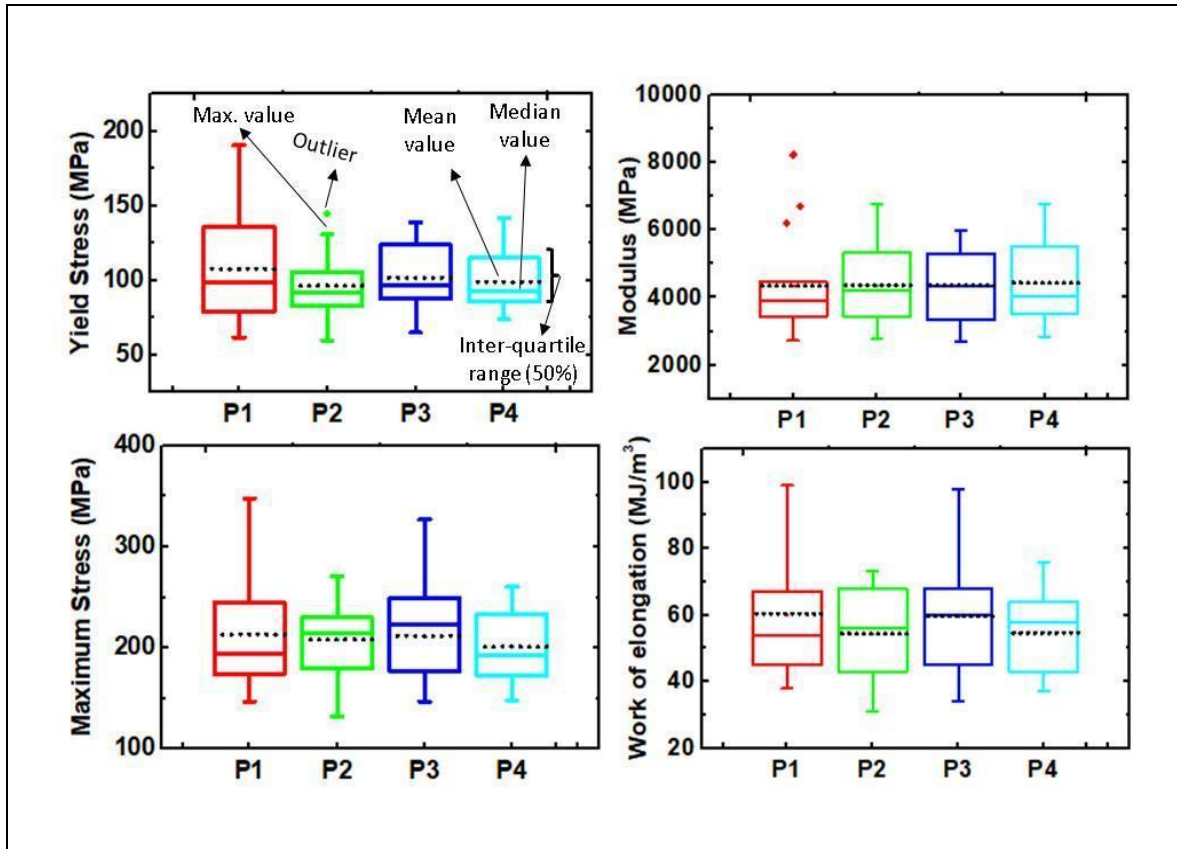 Yield Stress (MPa)
200
150
100
50
Max. value
Outlier
Mean
value
Median
value
Inter-quartile
range (50%)
P1 P2 P3 P4
Modulus (MPa)
10000
8000
6000
4000
2000
P1 P2 P3 P4
Maximum Stress (MPa)
400
300
200
100
P1 P2 P3 P4
Work of elongation (MJ/m³)
100
80
60
40
20
P1 P2 P3 P4